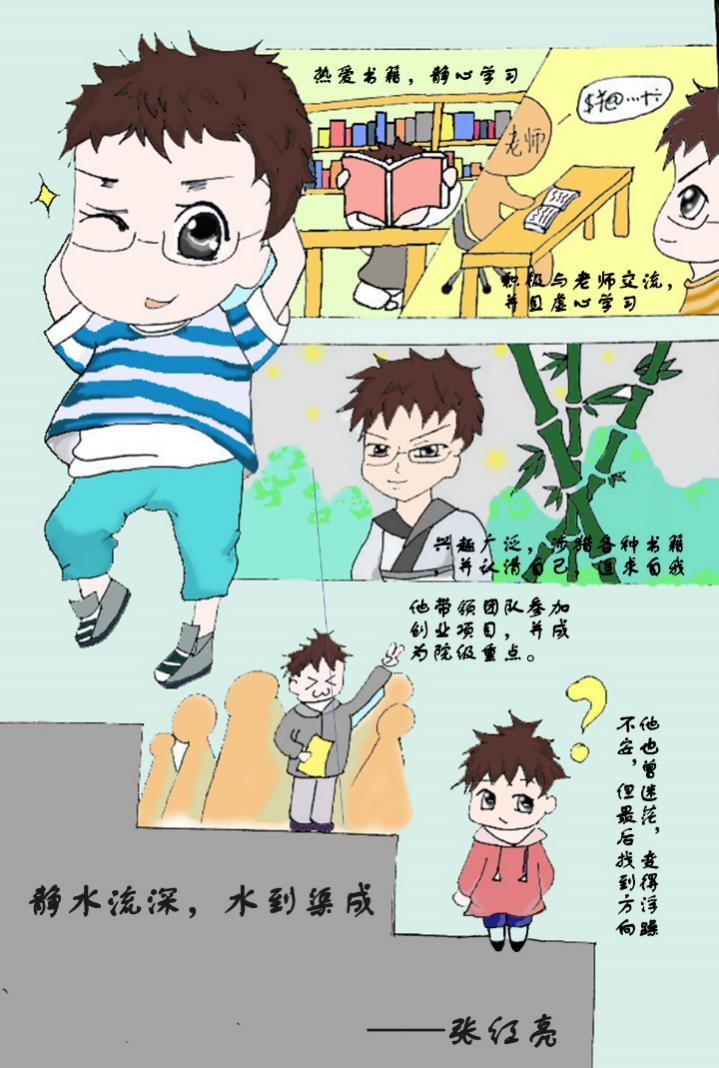 热爱书籍，静心学习
$#@…十六
老师
积极与老师交流，
并且虚心学习
兴趣广泛，涉猎各种书籍
并认清自己，追求自我
他带领团队参加
创业项目，并成
为院级重点。
他也曾迷茫，变得浮躁
不安，但最后找到方向
静水流深，水到渠成
——张红亮